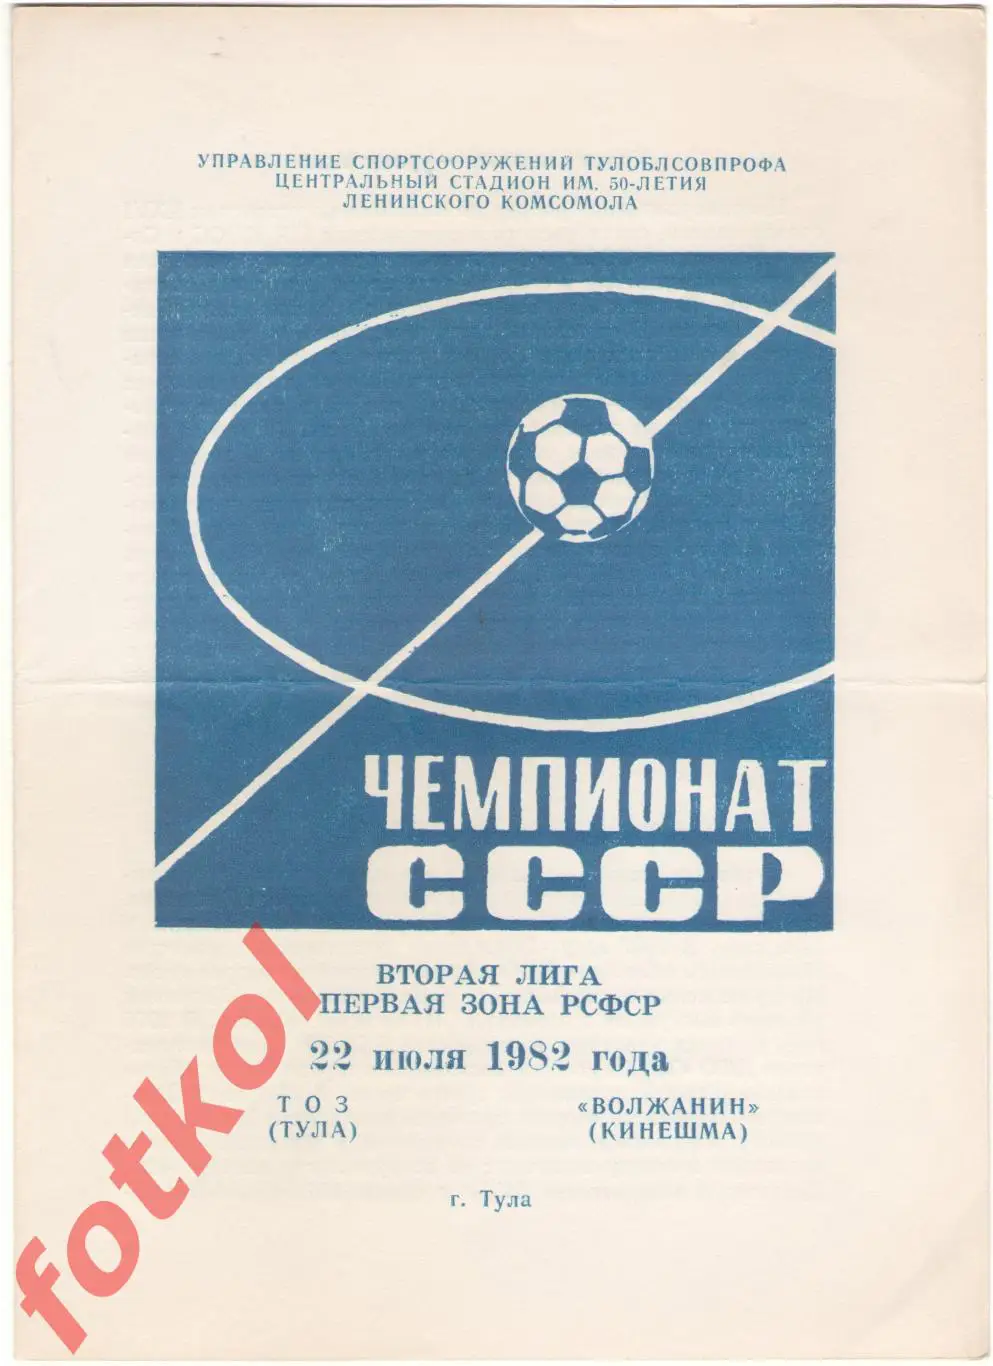 УПРАВЛЕНИЕ СПОРТСООРУЖЕНИЙ ТУЛОБЛСОВПРОФА
ЦЕНТРАЛЬНЫЙ СТАДИОН ИМ. 50-ЛЕТИЯ
ЛЕНИНСКОГО КОМСОМОЛА
ЧЕМПИОНАТ
СССР
ВТОРАЯ ЛИГА
ПЕРВАЯ ЗОНА РСФСР
22 июля 1982 года
ТОЗ «ВОЛЖАНИН»
(ТУЛА) (КИНЕШМА)
г. Тула
fotkol